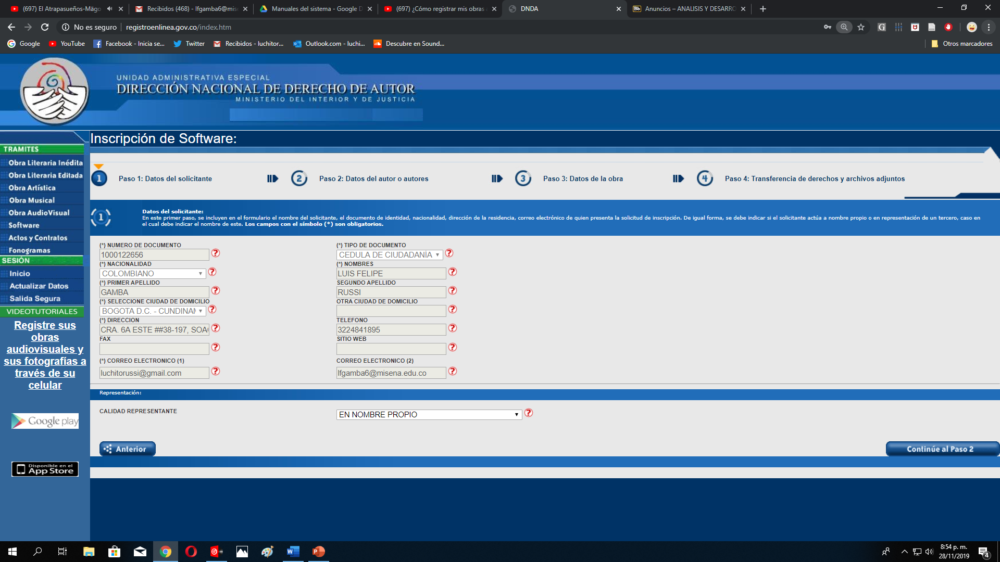 (697) El Atrapasueños-Mägo
Recibidos (468) - lfgamba6@mise
Manuales del sistema - Google D
(697) ¿Cómo registrar mis obras a
DNDA
Bb Anuncios – ANALISIS Y DESARRO
No es seguro registroenlinea.gov.co/index.htm
Google
YouTube
Facebook - Inicia se...
Twitter
Recibidos - luchitor...
Outlook.com - luchi...
Descubre en Sound...
Otros marcadores
UNIDAD ADMINISTRATIVA ESPECIAL
DIRECCIÓN NACIONAL DE DERECHO DE AUTOR
MINISTERIO DEL INTERIOR Y DE JUSTICIA
Inscripción de Software:
TRAMITES
Obra Literaria Inédita
Obra Literaria Editada
Obra Artística
Obra Musical
Obra AudioVisual
Software
Actos y Contratos
Fonogramas
SESIÓN
Inicio
Actualizar Datos
Salida Segura
VIDEOTUTORIALES
Registre sus
obras
audiovisuales y
sus fotografías a
través de su
celular
Google play
Disponible en el
App Store
1 Paso 1: Datos del solicitante
2 Paso 2: Datos del autor o autores
3 Paso 3: Datos de la obra
4 Paso 4: Transferencia de derechos y archivos adjuntos
1
Datos del solicitante:
En este primer paso, se incluyen en el formulario el nombre del solicitante, el documento de identidad, nacionalidad, dirección de la residencia, correo electrónico de quien presenta la solicitud de inscripción. De igual forma, se debe indicar si el solicitante actúa a nombre propio o en representación de un tercero, caso en
el cual debe indicar el nombre de este. Los campos con el símbolo (*) son obligatorios.
(*) NUMERO DE DOCUMENTO
1000122656
(*) TIPO DE DOCUMENTO
CEDULA DE CIUDADANÍA
(*) NACIONALIDAD
COLOMBIANO
(*) NOMBRES
LUIS FELIPE
(*) PRIMER APELLIDO
GAMBA
SEGUNDO APELLIDO
RUSSI
(*) SELECCIONE CIUDAD DE DOMICILIO
BOGOTA D.C. - CUNDINAM
OTRA CIUDAD DE DOMICILIO
(*) DIRECCION
CRA. 6A ESTE ##38-197, SOAC
TELEFONO
3224841895
FAX
SITIO WEB
(*) CORREO ELECTRONICO (1)
luchitorussi@gmail.com
CORREO ELECTRONICO (2)
lfgamba6@misena.edu.co
Representación:
CALIDAD REPRESENTANTE
EN NOMBRE PROPIO
Anterior
Continúe al Paso 2
8:54 p. m.
28/11/2019
4